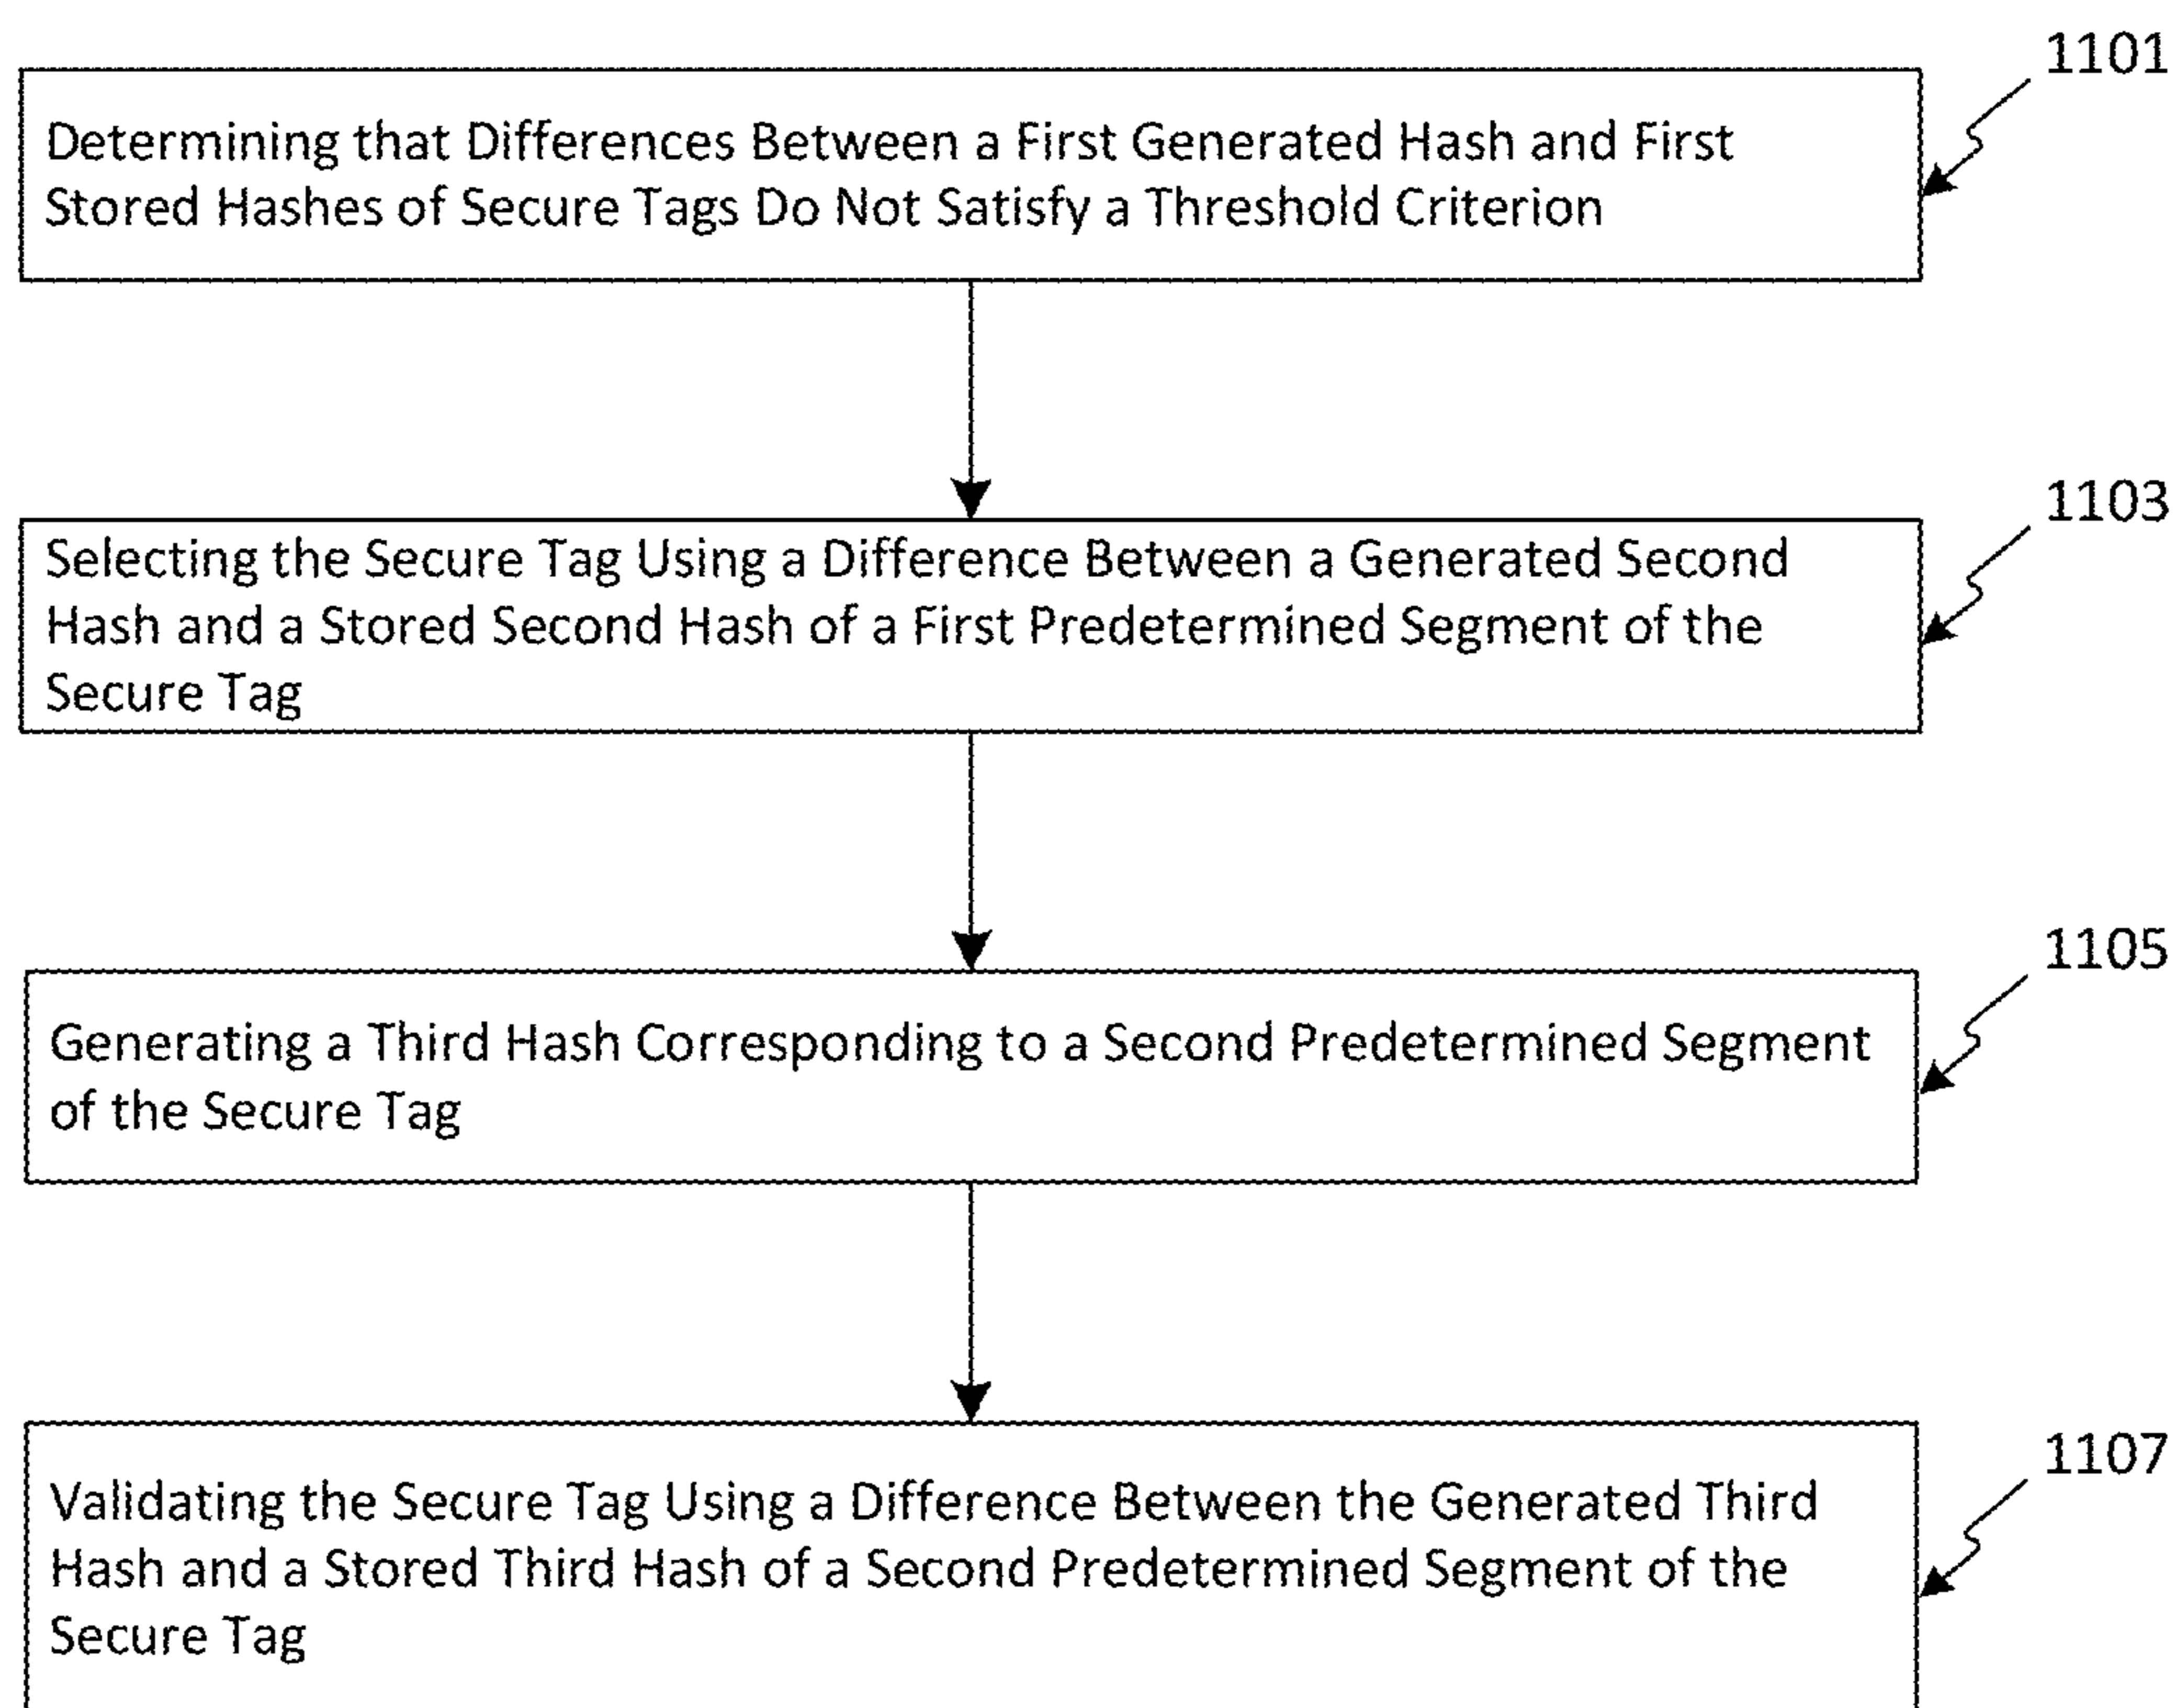 1101
Determining that Differences Between a First Generated Hash and First
Stored Hashes of Secure Tags Do Not Satisfy a Threshold Criterion
1103
Selecting the Secure Tag Using a Difference Between a Generated Second
Hash and a Stored Second Hash of a First Predetermined Segment of the
Secure Tag
1105
Generating a Third Hash Corresponding to a Second Predetermined Segment
of the Secure Tag
1107
Validating the Secure Tag Using a Difference Between the Generated Third
Hash and a Stored Third Hash of a Second Predetermined Segment of the
Secure Tag